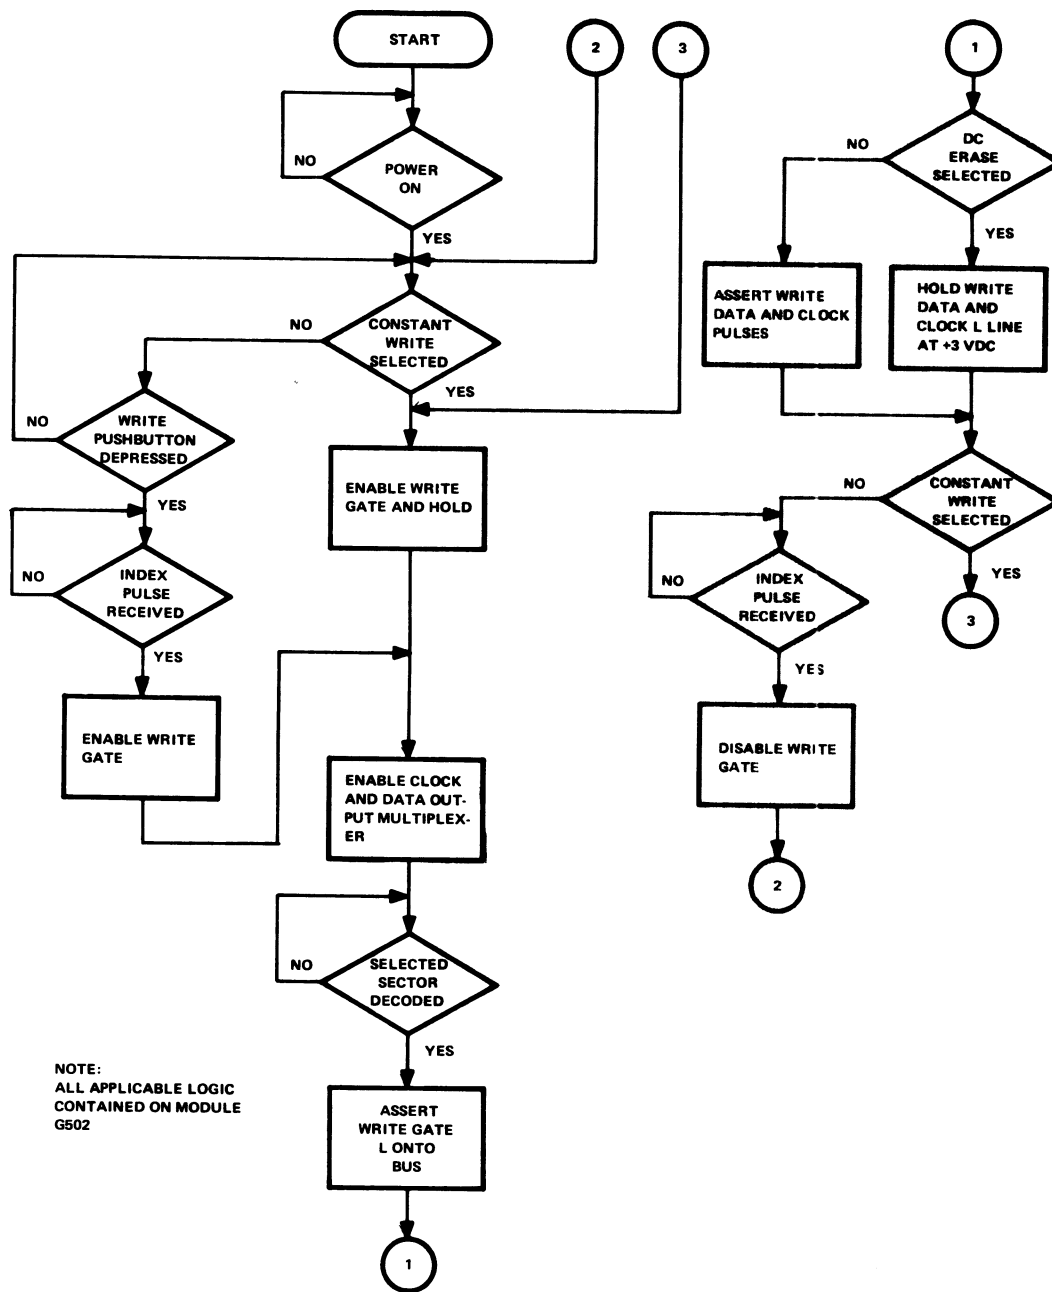 START
2
3
1
NO
POWER
ON
YES
NO
CONSTANT
WRITE
SELECTED
YES
NO
WRITE
PUSHBUTTON
DEPRESSED
YES
NO
INDEX
PULSE
RECEIVED
YES
ENABLE WRITE
GATE
ENABLE WRITE
GATE AND HOLD
ENABLE CLOCK
AND DATA OUT-
PUT MULTIPLEX-
ER
NO
SELECTED
SECTOR
DECODED
YES
ASSERT
WRITE GATE
L ONTO
BUS
1
NOTE:
ALL APPLICABLE LOGIC
CONTAINED ON MODULE
G502
NO
DC
ERASE
SELECTED
YES
ASSERT WRITE
DATA AND CLOCK
PULSES
HOLD WRITE
DATA AND
CLOCK L LINE
AT +3 VDC
NO
CONSTANT
WRITE
SELECTED
YES
3
NO
INDEX
PULSE
RECEIVED
YES
DISABLE WRITE
GATE
2